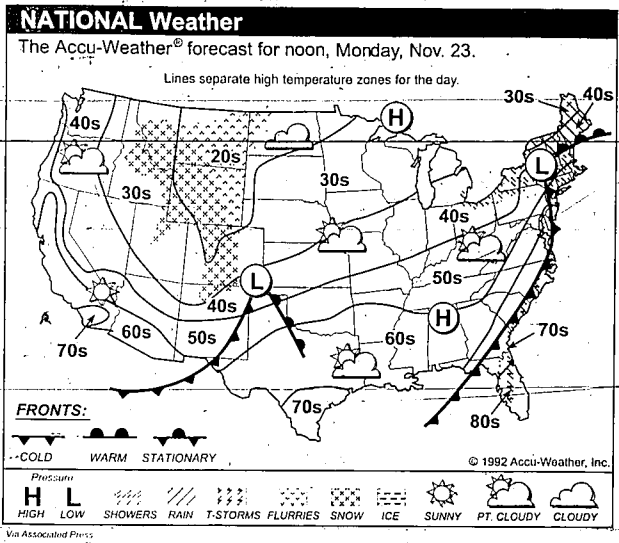 NATIONAL Weather
The Accu-Weather® forecast for noon, Monday, Nov. 23.
Lines separate high temperature zones for the day.
30s 40s
40s
H
20s
L
30s
30s
40s
50s
L
40s
H
60s 50s
60s
70s
70s
70s
80s
FRONTS:
COLD WARM STATIONARY
© 1992 Accu-Weather, Inc.
Pressure
H L
HIGH LOW SHOWERS RAIN T-STORMS FLURRIES SNOW ICE SUNNY PT. CLOUDY CLOUDY
Via Associated Press